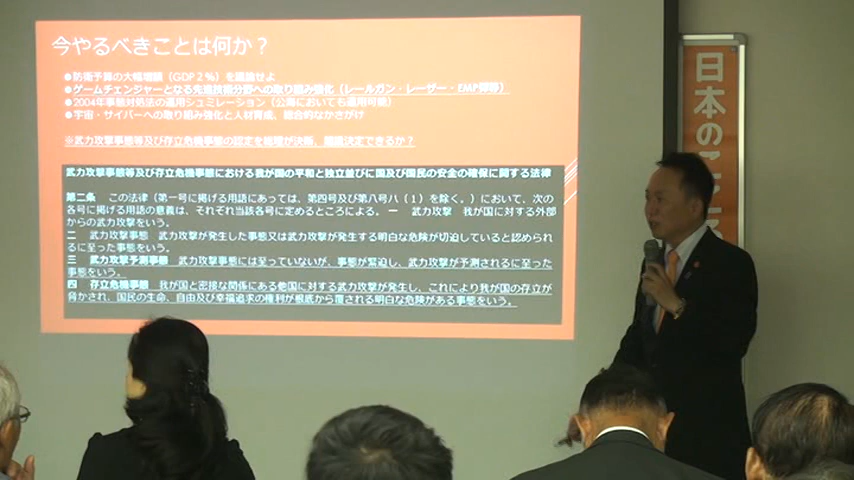 今やるべきことは何か？
●防衛予算の大幅増額（GDP２％）を議論せよ
●ゲームチェンジャーとなる先進技術分野への取り組み強化（レールガン・レーザー・EMP弾等）
●2004年事態対処法の運用シュミレーション（公海においても適用可能）
●宇宙・サイバーへの取り組み強化と人材育成、総合的なかさがけ
※武力攻撃事態等及び存立危機事態の認定を総理が決断、閣議決定できるか？
武力攻撃事態等及び存立危機事態における我が国の平和と独立並びに国及び国民の安全の確保に関する法律
第二条　この法律（第一号に掲げる用語にあっては、第四号及び第八号ハ（１）を除く。）において、次の
各号に掲げる用語の意義は、それぞれ当該各号に定めるところによる。一　武力攻撃　我が国に対する外部
からの武力攻撃をいう。
二　武力攻撃事態　武力攻撃が発生した事態又は武力攻撃が発生する明白な危険が切迫していると認められ
るに至った事態をいう。
三　武力攻撃予測事態　武力攻撃事態には至っていないが、事態が緊迫し、武力攻撃が予測されるに至った
事態をいう。
四　存立危機事態　我が国と密接な関係にある他国に対する武力攻撃が発生し、これにより我が国の存立が
脅かされ、国民の生命、自由及び幸福追求の権利が根底から覆される明白な危険がある事態をいう。
日本のこころ